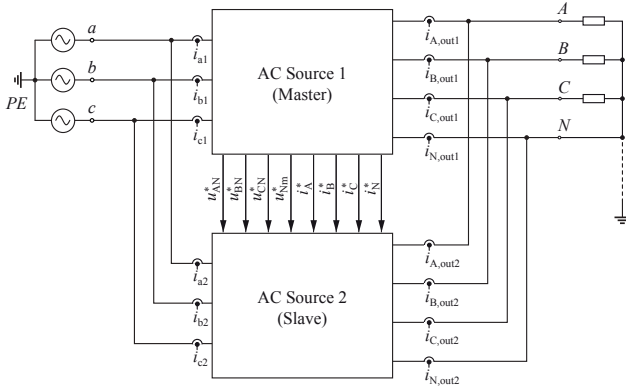 a
b
c
PE
i_a1
i_b1
i_c1
AC Source 1
(Master)
i_A,out1
i_B,out1
i_C,out1
i_N,out1
A
B
C
N
u*_AN
u*_BN
u*_CN
u*_Nm
i*_A
i*_B
i*_C
i*_N
i_a2
i_b2
i_c2
AC Source 2
(Slave)
i_A,out2
i_B,out2
i_C,out2
i_N,out2